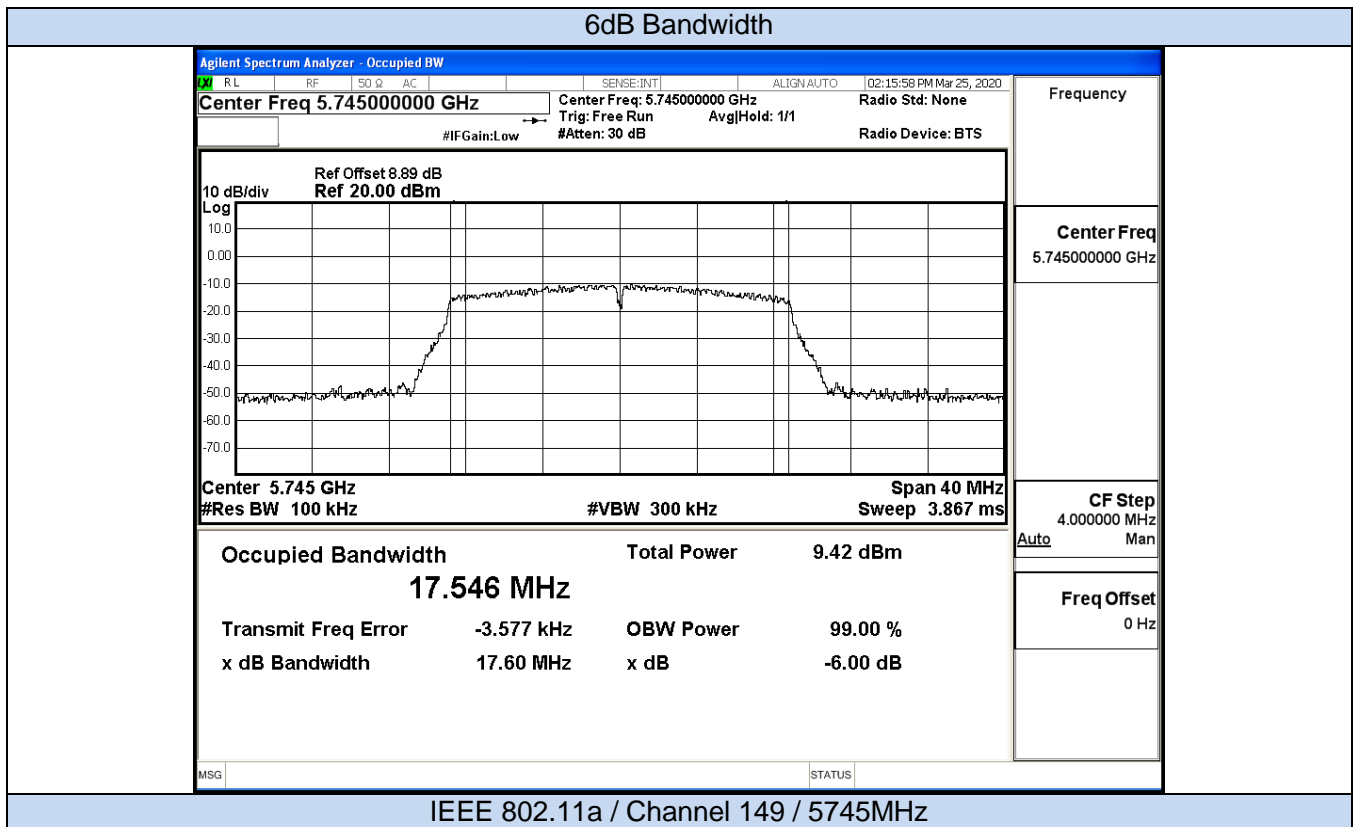 6dB Bandwidth
Agilent Spectrum Analyzer - Occupied BW
LXI RL RF 50 Ω AC SENSE:INT ALIGN AUTO 02:15:58 PM Mar 25, 2020
Center Freq 5.745000000 GHz
Center Freq: 5.745000000 GHz
Radio Std: None
Trig: Free Run Avg|Hold: 1/1
#IFGain:Low
#Atten: 30 dB
Radio Device: BTS
Ref Offset 8.89 dB
10 dB/div Ref 20.00 dBm
Log
10.0
0.00
-10.0
-20.0
-30.0
-40.0
-50.0
-60.0
-70.0
Center 5.745 GHz Span 40 MHz
#Res BW 100 kHz #VBW 300 kHz Sweep 3.867 ms
Occupied Bandwidth Total Power 9.42 dBm
17.546 MHz
Transmit Freq Error -3.577 kHz OBW Power 99.00 %
x dB Bandwidth 17.60 MHz x dB -6.00 dB
MSG STATUS
Frequency
Center Freq
5.745000000 GHz
CF Step
4.000000 MHz
Auto Man
Freq Offset
0 Hz
IEEE 802.11a / Channel 149 / 5745MHz